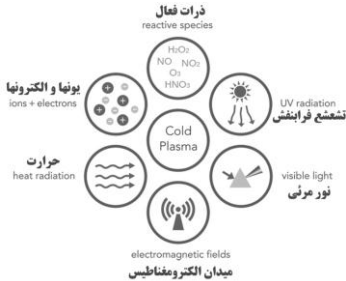 ذرات فعال
reactive species
H₂O₂
NO NO₂
O₃
HNO₃
یونها و الکترونها
ions + electrons
+ - + - + - + -
UV radiation
تشعشع فرابنفش
Cold
Plasma
حرارت
heat radiation
visible light
نور مرئی
electromagnetic fields
میدان الکترومغناطیس